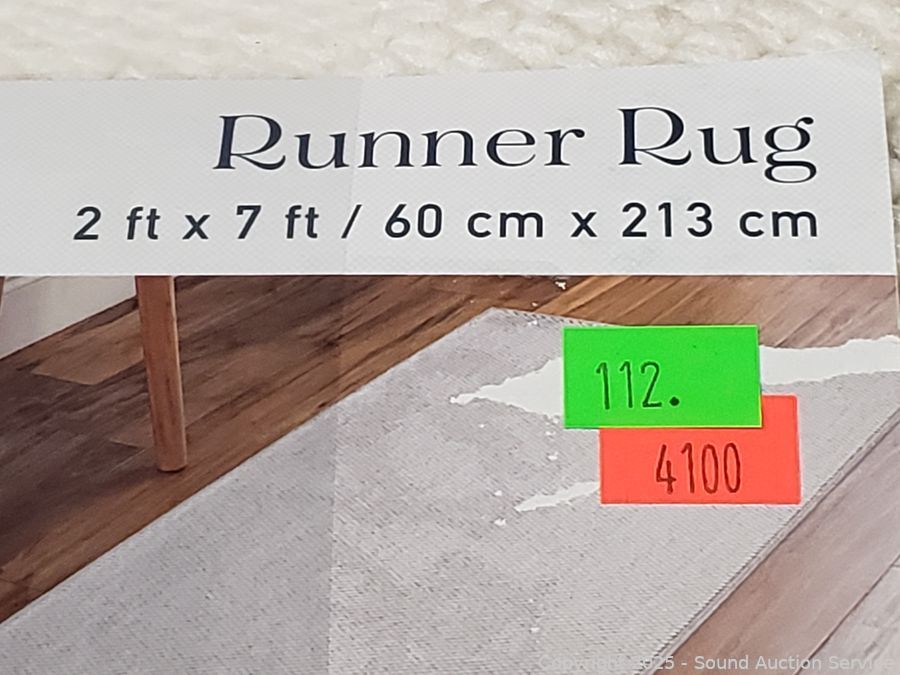 Runner Rug
2 ft x 7 ft / 60 cm x 213 cm
112.
4100
Copyright 2025 - Sound Auction Service